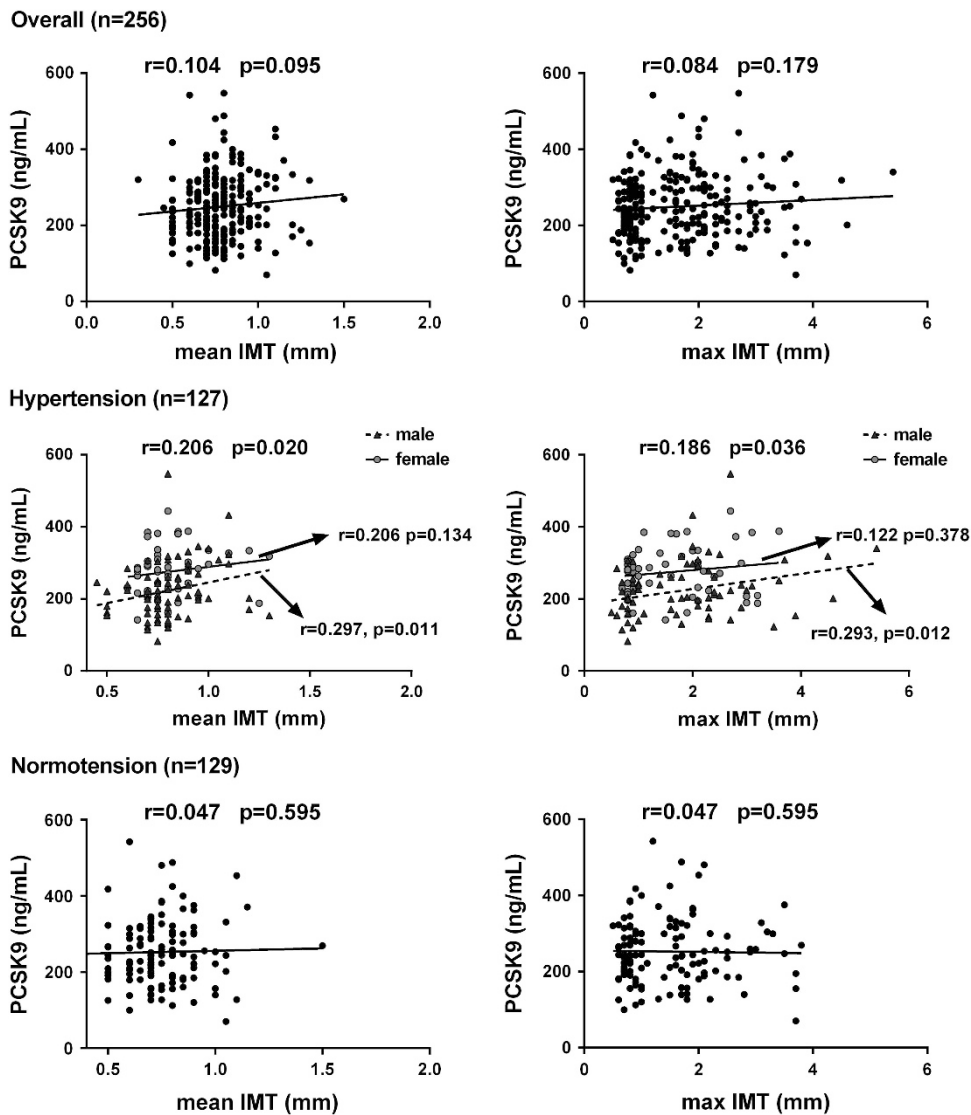 Overall (n=256)
r=0.104 p=0.095
PCSK9 (ng/mL)
600
400
200
0
0.0 0.5 1.0 1.5 2.0
mean IMT (mm)
r=0.084 p=0.179
PCSK9 (ng/mL)
600
400
200
0
0 2 4 6
max IMT (mm)
Hypertension (n=127)
r=0.206 p=0.020
male
female
PCSK9 (ng/mL)
600
400
200
0
r=0.206 p=0.134
r=0.297, p=0.011
0.5 1.0 1.5 2.0
mean IMT (mm)
r=0.186 p=0.036
male
female
PCSK9 (ng/mL)
600
400
200
0
r=0.122 p=0.378
r=0.293, p=0.012
0 2 4 6
max IMT (mm)
Normotension (n=129)
r=0.047 p=0.595
PCSK9 (ng/mL)
600
400
200
0
0.5 1.0 1.5 2.0
mean IMT (mm)
r=0.047 p=0.595
PCSK9 (ng/mL)
600
400
200
0
0 2 4 6
max IMT (mm)